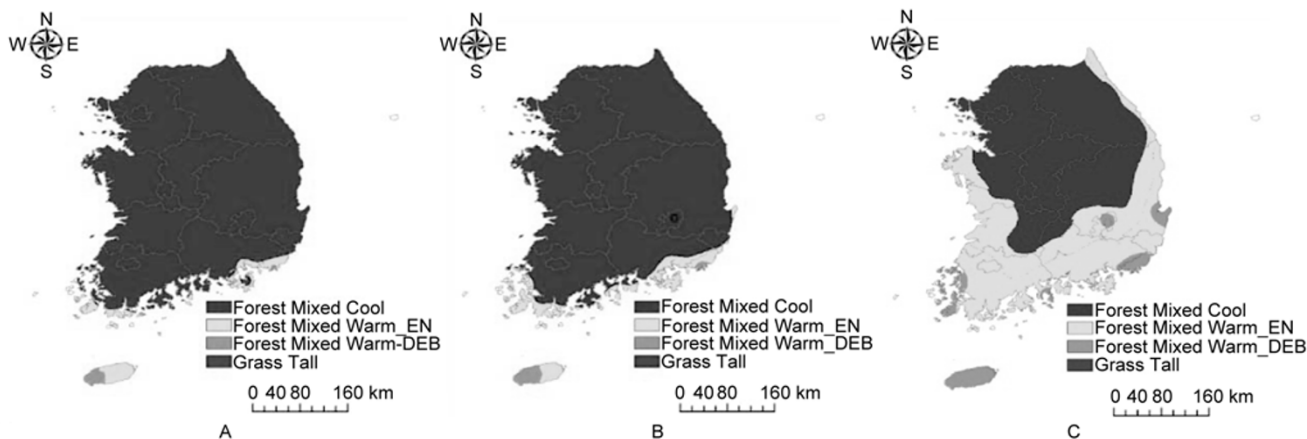 N
W E
S
Forest Mixed Cool
Forest Mixed Warm_EN
Forest Mixed Warm-DEB
Grass Tall
0 40 80 160 km
A
N
W E
S
Forest Mixed Cool
Forest Mixed Warm_EN
Forest Mixed Warm_DEB
Grass Tall
0 40 80 160 km
B
N
W E
S
Forest Mixed Cool
Forest Mixed Warm_EN
Forest Mixed Warm_DEB
Grass Tall
0 40 80 160 km
C